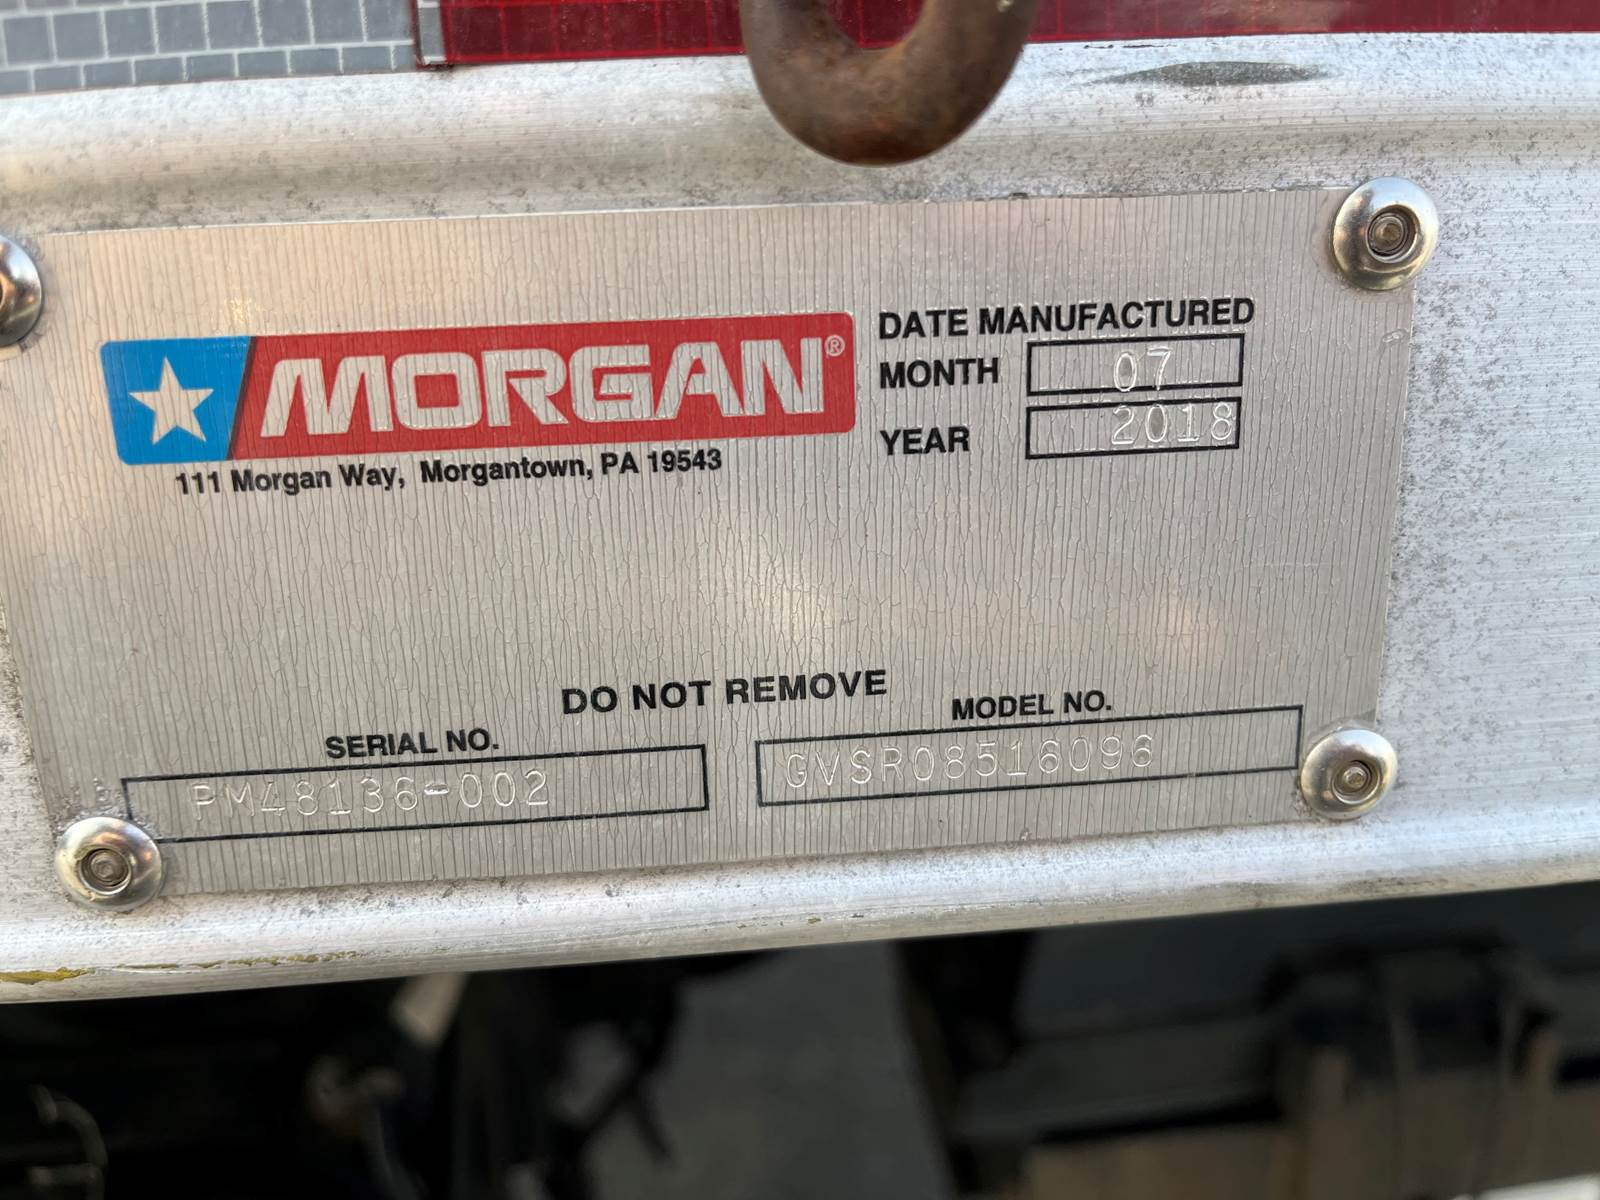 MORGAN®
111 Morgan Way, Morgantown, PA 19543
DATE MANUFACTURED
MONTH 07
YEAR 2018
DO NOT REMOVE
SERIAL NO.
PM48136-002
MODEL NO.
GVSR08516096